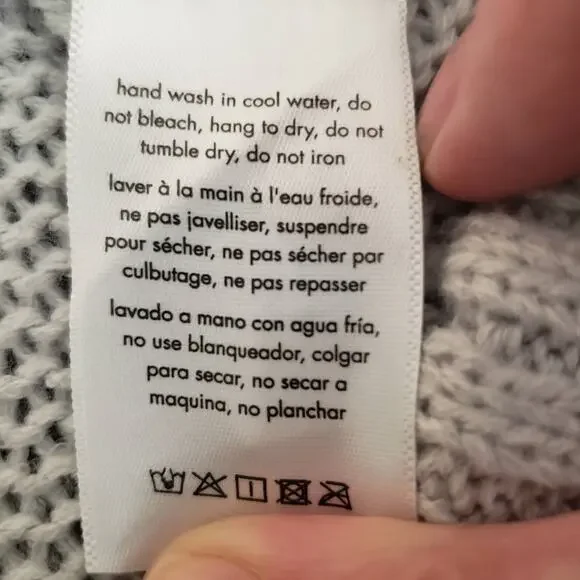 hand wash in cool water, do
not bleach, hang to dry, do not
tumble dry, do not iron
laver à la main à l'eau froide,
ne pas javelliser, suspendre
pour sécher, ne pas sécher par
culbutage, ne pas repasser
lavado a mano con agua fría,
no use blanqueador, colgar
para secar, no secar a
maquina, no planchar